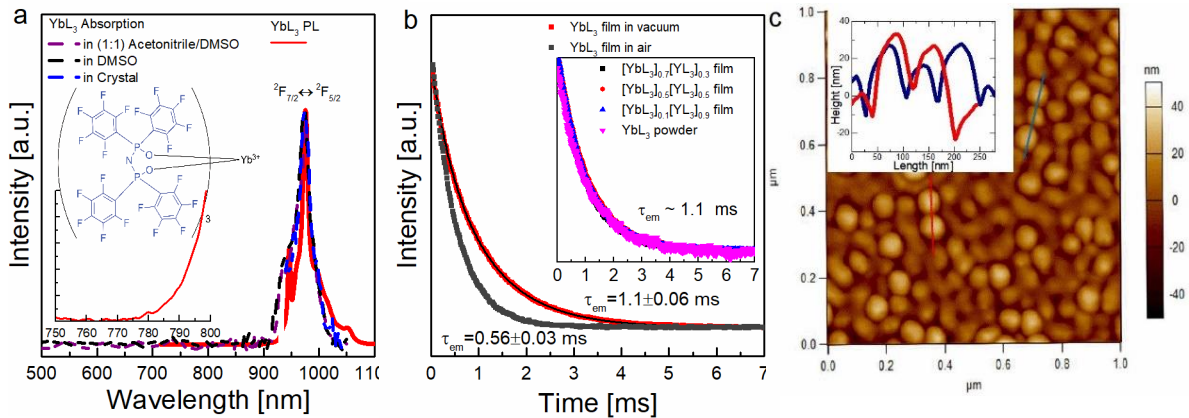 a
YbL3 Absorption
YbL3 PL
in (1:1) Acetonitrile/DMSO
in DMSO
in Crystal
2F7/2↔2F5/2
F F F F F F F F F F
P O
N
P O
Yb3+
F F F F F F F F F F
3
750 760 770 780 790 800
Intensity [a.u.]
500 600 700 800 900 1000 110
Wavelength [nm]
b
YbL3 film in vacuum
YbL3 film in air
[YbL3]0.7[YL3]0.3 film
[YbL3]0.5[YL3]0.5 film
[YbL3]0.1[YL3]0.9 film
YbL3 powder
τem ~ 1.1 ms
0 1 2 3 4 5 6 7
τem=1.1±0.06 ms
τem=0.56±0.03 ms
Intensity [a.u.]
0 1 2 3 4 5 6 7
Time [ms]
c
Height [nm]
40
20
0
20
0 50 100 150 200 250
Length [nm]
1.0
0.8
0.6
0.4
0.2
0.0
μm
0.0 0.2 0.4 0.6 0.8 1.0
μm
nm
40
20
0
-20
-40